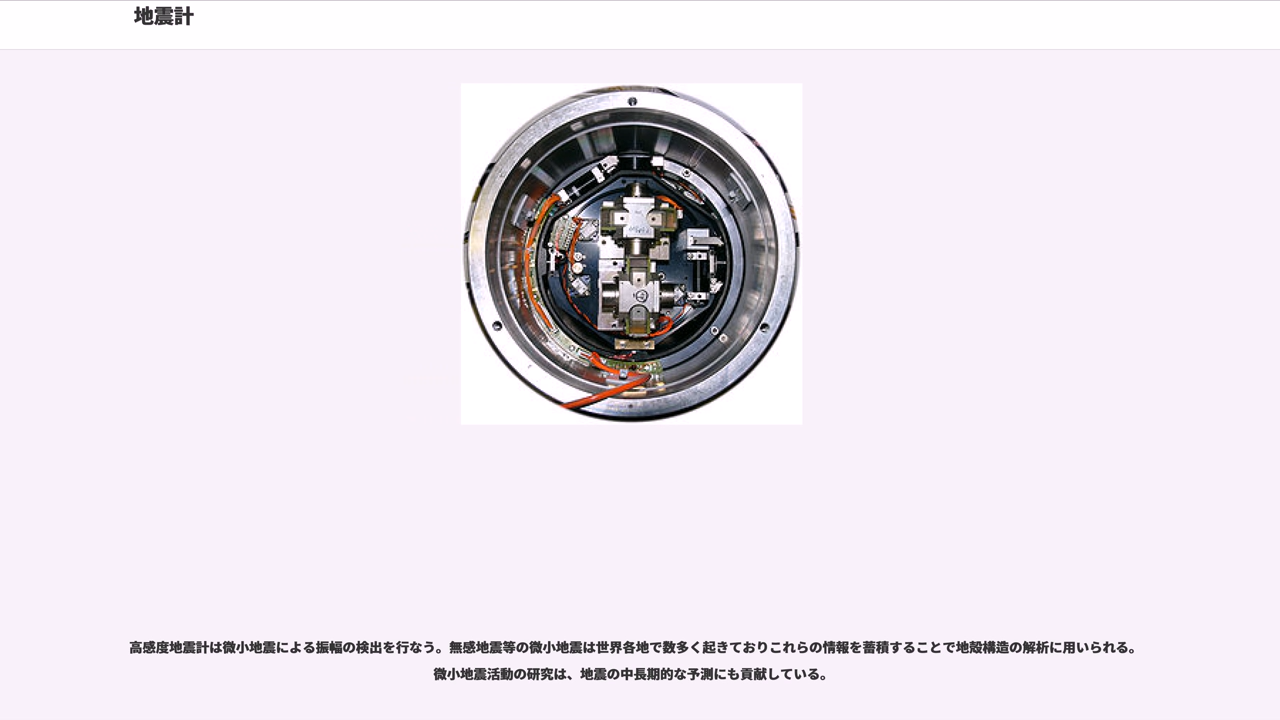 地震計
高感度地震計は微小地震による振幅の検出を行なう。無感地震等の微小地震は世界各地で数多く起きておりこれらの情報を蓄積することで地殻構造の解析に用いられる。
微小地震活動の研究は、地震の中長期的な予測にも貢献している。